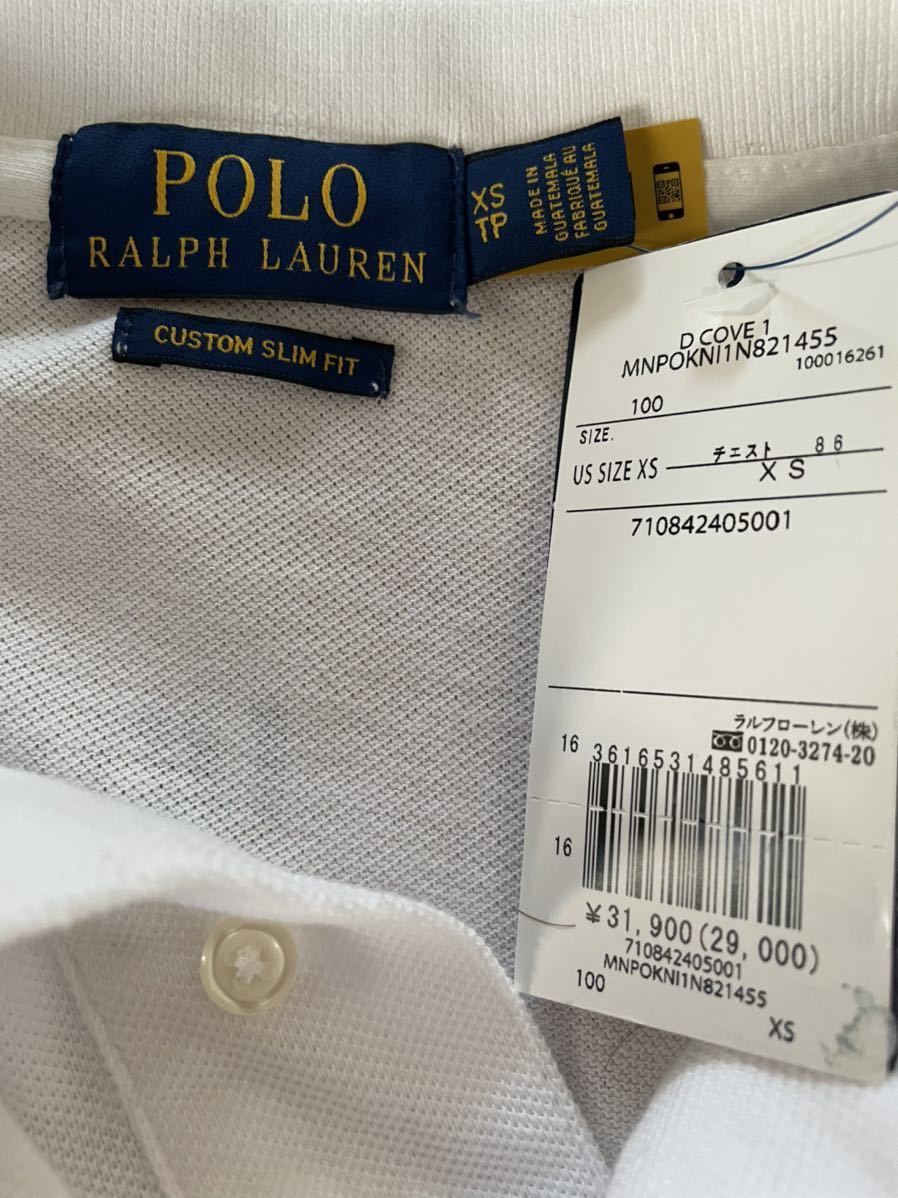 POLO
RALPH LAUREN
CUSTOM SLIM FIT
XS
TP
MADE IN
GUATEMALA
FABRIQUÉ AU
GUATEMALA
D COVE 1
MNPOKNI1N821455
100016261
100
SIZE.
US SIZE XS
チェスト 86
XS
710842405001
ラルフローレン(株)
0120-3274-20
16 3616531485611
16
¥31,900(29,000)
710842405001
MNPOKNI1N821455
100
XS